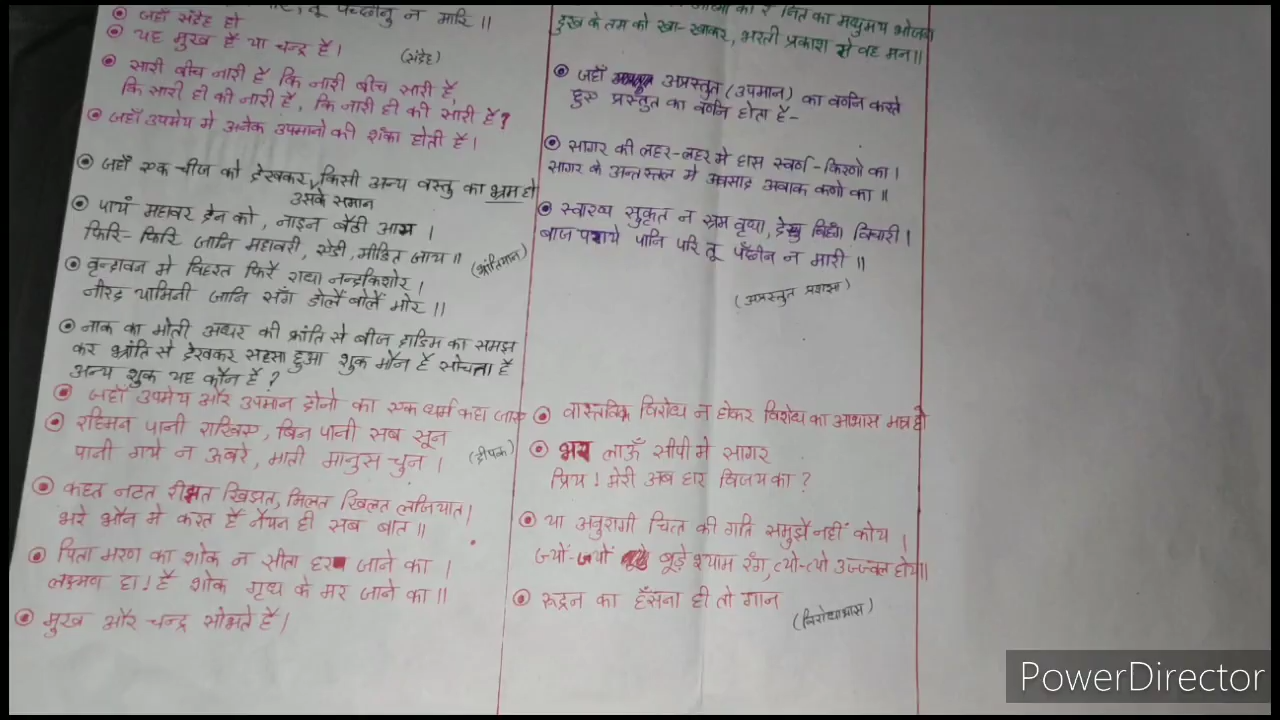 तू पच्छीनु न मारि ॥
जहाँ संदेह हो
यह मुख है या चन्द्र है।
(संदेह)
सारी बीच नारी है कि नारी बीच सारी है,
कि सारी ही की नारी है, कि नारी ही की सारी है?
जहाँ उपमेय मे अनेक उपमानो की शंका होती है।
जहाँ एक चीज को देखकर, किसी अन्य वस्तु का भ्रम हो
उसके समान
पायं महावर देन को, नाइन बैठी आय ।
फिरि-फिरि जानि महावरी, एडी, मीडित जाय ॥
(भ्रांतिमान)
वृन्दावन मे विहरत फिरै राधा नन्दकिशोर ।
नीरद यामिनी जानि सँग डोलैं बोलैं मोर ।।
नाक का मोती अधर की क्रांति से बीज दाडिम का समझ
कर भ्रांति से देखकर सहसा हुआ शुक मौन है सोचता है
अन्य शुक यह कौन है ?
जहाँ उपमेय और उपमान दोनो का एक धर्म कहा जाए
रहिमन पानी राखिए, बिन पानी सब सून
पानी गये न ऊबरे, मोती मानुस चुन ।
(दीपक)
कहत नटत रीझत खिझत, मिलत खिलत लजियात।
भरे भौन मे करत है नैयन ही सब बात ॥
पिता मरण का शोक न सीता हर जाने का ।
लक्ष्मण हा! है शोक गृध्र के मर जाने का ॥
मुख और चन्द्र सोभते है।
दुख के तम को खा-खाकर, भरती प्रकाश से वह मन॥
जहाँ अप्रस्तुत (उपमान) का वर्णन करते
हुए प्रस्तुत का वर्णन होता है-
सागर की लहर-लहर मे हास स्वर्ण-किरणो का।
सागर के अन्तस्तल मे अवसाद अवाक कणो का ॥
स्वारथ सुकृत न स्रम वृथा, देखु विहंग विचारी।
बाज पराये पानि परि तू पँछीन न मारी ॥
(अप्रस्तुत प्रशंसा)
वास्तविक विरोध न होकर विरोध का आभास मात्र हो
भर लाऊँ सीपी मे सागर
प्रिय! मेरी अब हार विजय का ?
या अनुरागी चित्त की गति समुझै नहीं कोय ।
ज्यों-ज्यों बूड़े श्याम रँग, त्यो-त्यो उज्ज्वल होय॥
रूदन का हँसना ही तो गान
(विरोधाभास)
PowerDirector